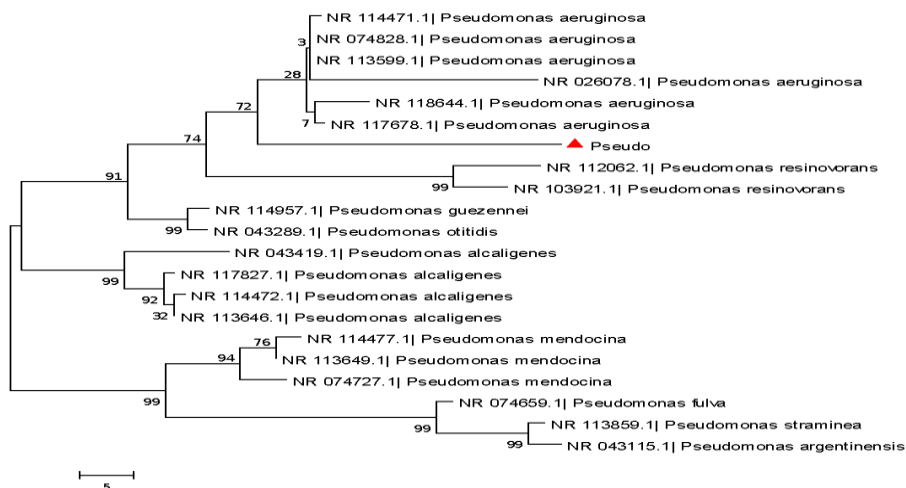 NR 114471.1| Pseudomonas aeruginosa
3
NR 074828.1| Pseudomonas aeruginosa
NR 113599.1| Pseudomonas aeruginosa
28
NR 026078.1| Pseudomonas aeruginosa
72
NR 118644.1| Pseudomonas aeruginosa
7
NR 117678.1| Pseudomonas aeruginosa
74
Pseudo
NR 112062.1| Pseudomonas resinovorans
91
99
NR 103921.1| Pseudomonas resinovorans
NR 114957.1| Pseudomonas guezennei
99
NR 043289.1| Pseudomonas otitidis
NR 043419.1| Pseudomonas alcaligenes
99
NR 117827.1| Pseudomonas alcaligenes
92
NR 114472.1| Pseudomonas alcaligenes
32
NR 113646.1| Pseudomonas alcaligenes
NR 114477.1| Pseudomonas mendocina
76
94
NR 113649.1| Pseudomonas mendocina
NR 074727.1| Pseudomonas mendocina
99
NR 074659.1| Pseudomonas fulva
99
NR 113859.1| Pseudomonas straminea
99
NR 043115.1| Pseudomonas argentinensis
5